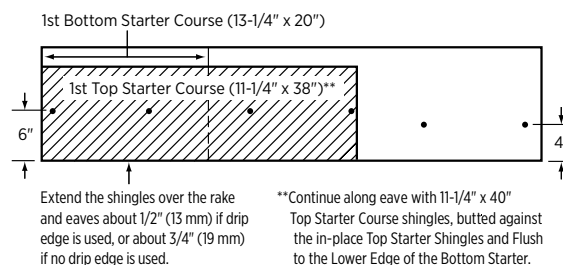 1st Bottom Starter Course (13-1/4" x 20")
1st Top Starter Course (11-1/4" x 38")**
6"
4
Extend the shingles over the rake
and eaves about 1/2" (13 mm) if drip
edge is used, or about 3/4" (19 mm)
if no drip edge is used.
**Continue along eave with 11-1/4" x 40"
Top Starter Course shingles, butted against
the in-place Top Starter Shingles and Flush
to the Lower Edge of the Bottom Starter.